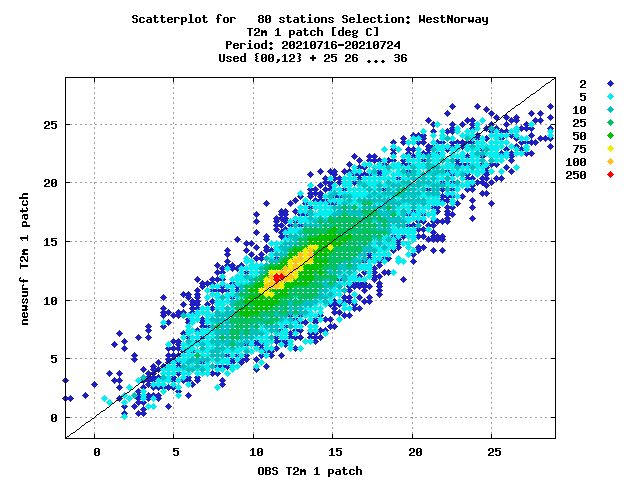 Scatterplot for   80 stations Selection: WestNorway
T2m 1 patch [deg C]
Period: 20210716-20210724
Used {00,12} + 25 26 ... 36
2
5
10
25
50
75
100
250
newsurf T2m 1 patch
25
20
15
10
5
0
0 5 10 15 20 25
OBS T2m 1 patch